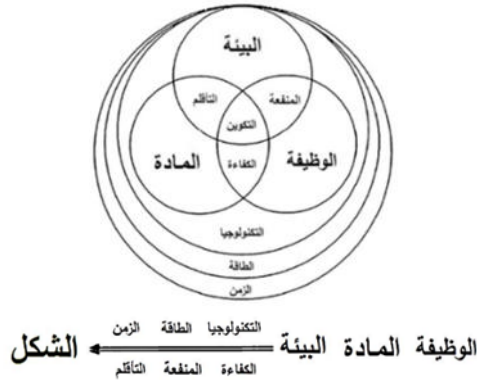 البيئة
التأقلم المنفعة
التكوين
المادة الكفاءة الوظيفة
التكنولوجيا
الطاقة
الزمن
التكنولوجيا الطاقة الزمن
الوظيفة المادة البيئة الشكل
الكفاءة المنفعة التأقلم